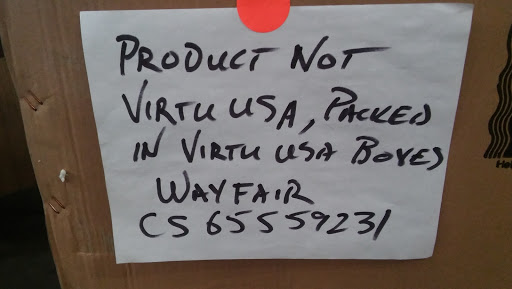 PRODUCT NOT
VIRTU USA, PACKED
IN VIRTU USA BOXES
WAYFAIR
CS 65559231